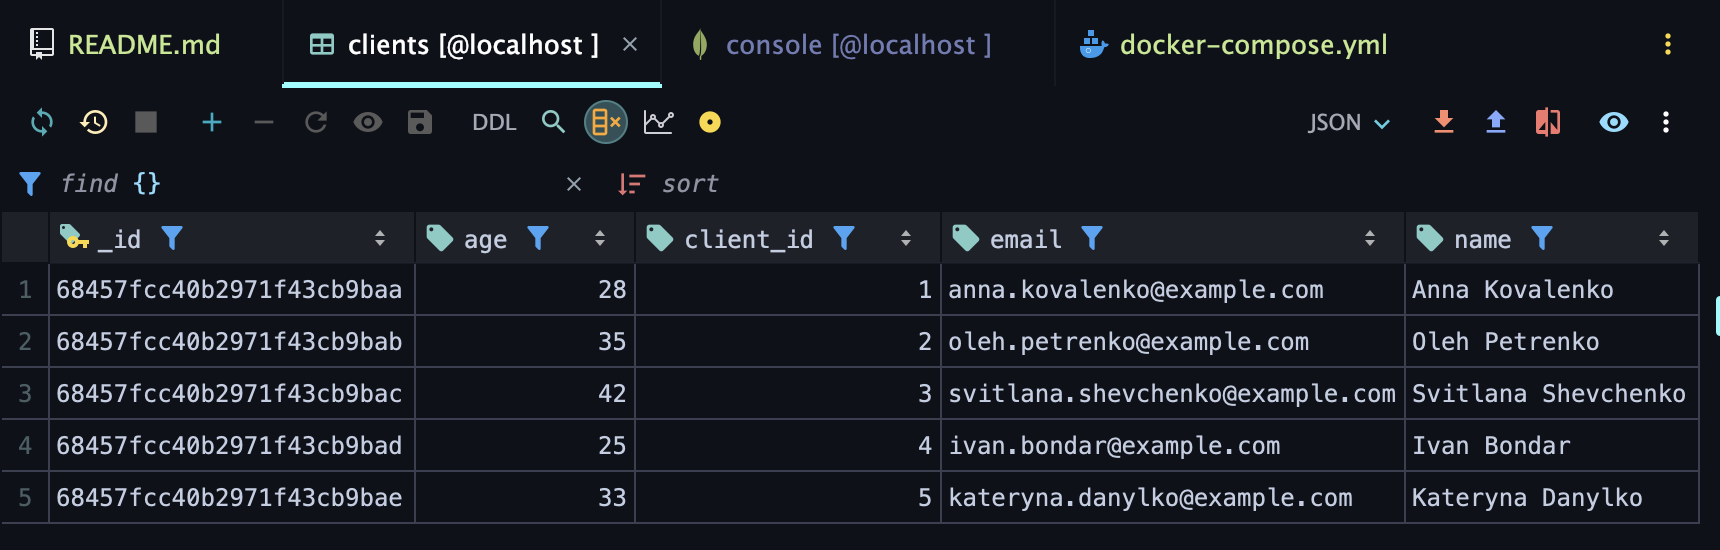 README.md clients [@localhost ] console [@localhost ] docker-compose.yml
DDL JSON
find {} sort
_id age client_id email name
1 68457fcc40b2971f43cb9baa 28 1 anna.kovalenko@example.com Anna Kovalenko
2 68457fcc40b2971f43cb9bab 35 2 oleh.petrenko@example.com Oleh Petrenko
3 68457fcc40b2971f43cb9bac 42 3 svitlana.shevchenko@example.com Svitlana Shevchenko
4 68457fcc40b2971f43cb9bad 25 4 ivan.bondar@example.com Ivan Bondar
5 68457fcc40b2971f43cb9bae 33 5 kateryna.danylko@example.com Kateryna Danylko